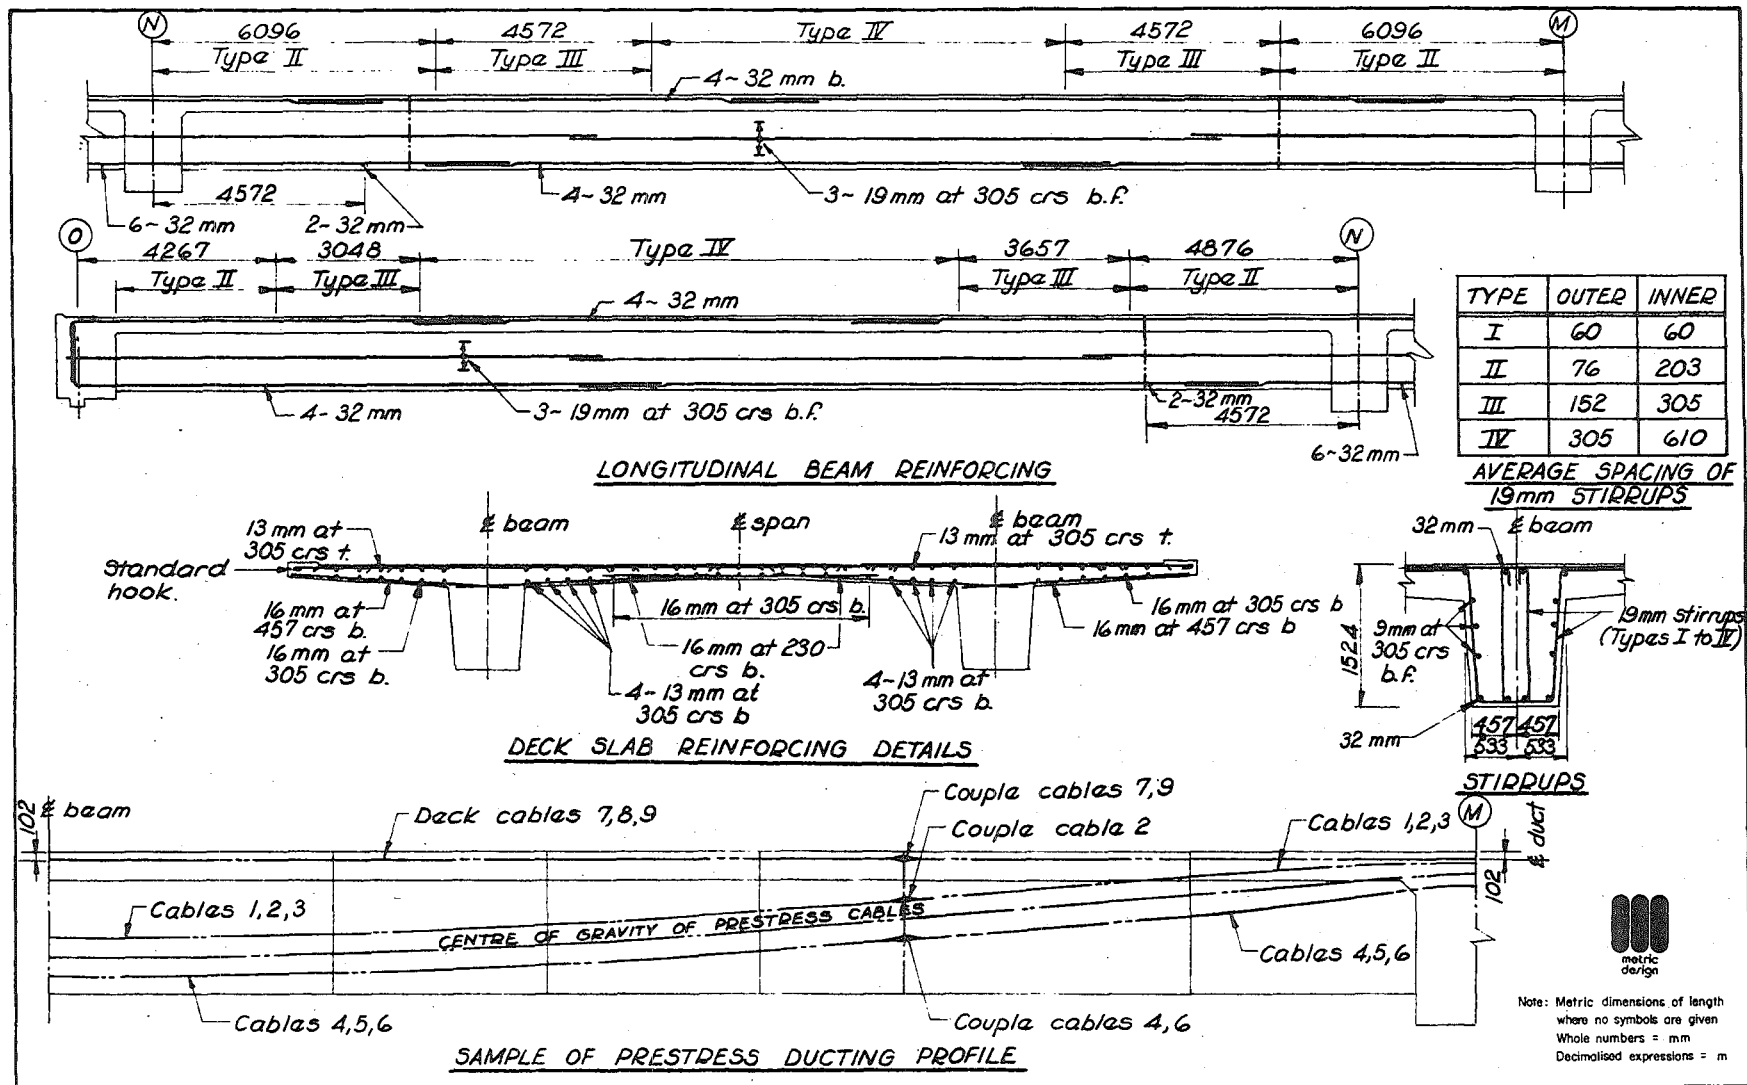 N
6096
4572
Type IV
4572
6096
M
Type II
Type III
Type III
Type II
4~32 mm b.
4572
6~32 mm
2-32 mm
4~32 mm
3~19mm at 305 crs b.f.
O
4267
3048
Type IV
3657
4876
N
Type II
Type III
Type III
Type II
4~32 mm
4-32 mm
3~19mm at 305 crs b.f.
2-32mm
4572
6~32 mm
LONGITUDINAL BEAM REINFORCING
TYPE OUTER INNER
I 60 60
II 76 203
III 152 305
IV 305 610
AVERAGE SPACING OF
19mm STIRRUPS
13 mm at
305 crs t.
℄ beam
℄ span
℄ beam
13 mm at 305 crs t.
Standard
hook.
16 mm at
457 crs b.
16 mm at
305 crs b.
16 mm at 305 crs b.
16 mm at 230
crs b.
4~13 mm at
305 crs b
4~13 mm at
305 crs b.
16 mm at 305 crs b
16 mm at 457 crs b
DECK SLAB REINFORCING DETAILS
32mm
℄ beam
1524
9mm at
305 crs
b.f.
19mm stirrups
(Types I to IV)
32 mm
457 457
533 533
STIRRUPS
102
℄ beam
Deck cables 7,8,9
Couple cables 7,9
Couple cable 2
Cables 1,2,3
M
℄ duct
102
Cables 1,2,3
CENTRE OF GRAVITY OF PRESTRESS CABLES
Cables 4,5,6
Cables 4,5,6
Couple cables 4,6
SAMPLE OF PRESTRESS DUCTING PROFILE
metric
design
Note: Metric dimensions of length
where no symbols are given
Whole numbers = mm
Decimalised expressions = m